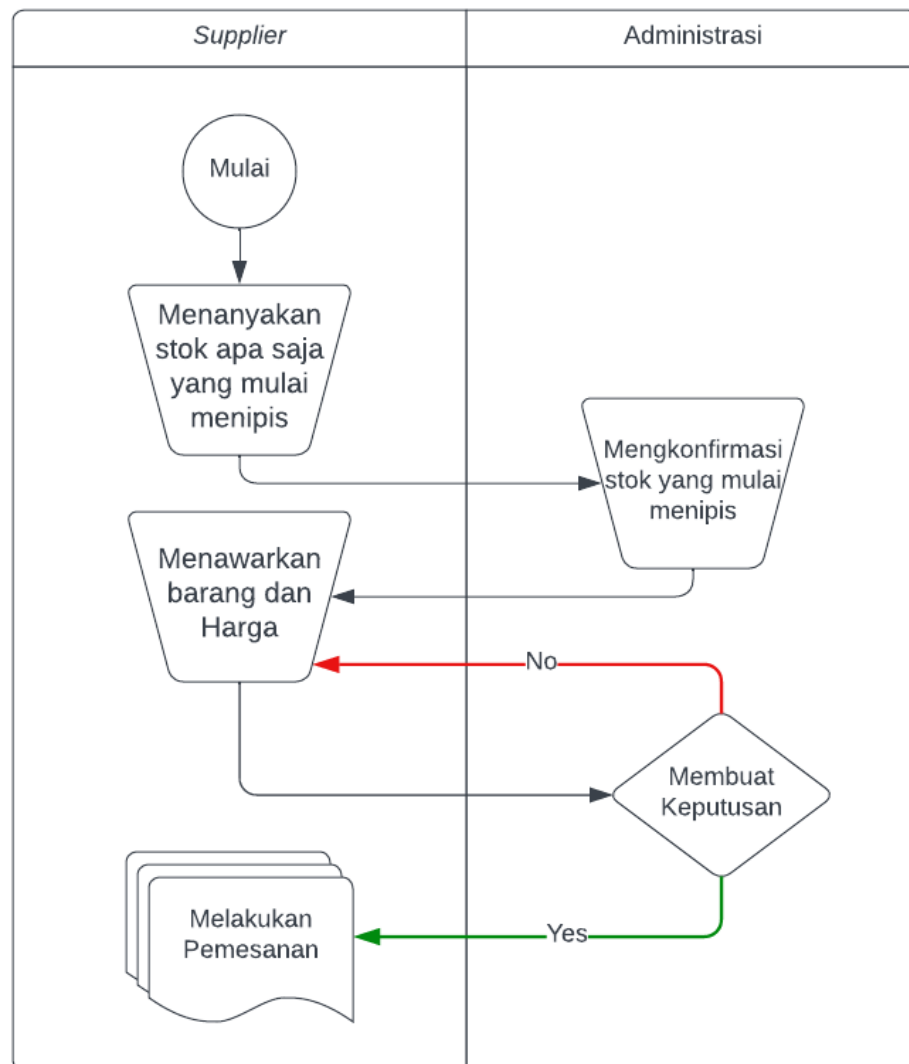 Supplier
Administrasi
Mulai
Menanyakan
stok apa saja
yang mulai
menipis
Mengkonfirmasi
stok yang mulai
menipis
Menawarkan
barang dan
Harga
No
Membuat
Keputusan
Melakukan
Pemesanan
Yes